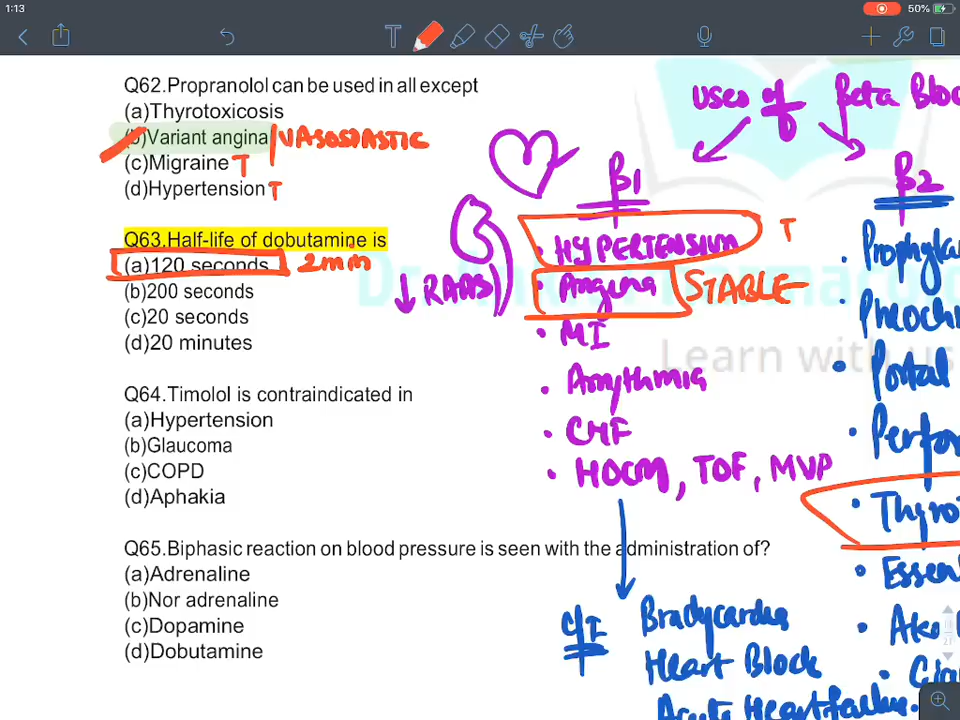 1:13
50%
Q62.Propranolol can be used in all except
(a)Thyrotoxicosis
(b)Variant angina / VASOSPASTIC
(c)Migraine T
(d)Hypertension T
Q63.Half-life of dobutamine is
(a)120 seconds 2min
(b)200 seconds
(c)20 seconds
(d)20 minutes
Q64.Timolol is contraindicated in
(a)Hypertension
(b)Glaucoma
(c)COPD
(d)Aphakia
Q65.Biphasic reaction on blood pressure is seen with the administration of?
(a)Adrenaline
(b)Nor adrenaline
(c)Dopamine
(d)Dobutamine
Uses of Beta Bloc
β1
• HYPERTENSION T
• Angina STABLE
↓ RAAS
• MI
• Arrythmia
• CHF
• HOCM, TOF, MVP
C/I Bradycardia
Heart Block
Acute Heart failure.
β2
Prophyla
• Pheoch
• Portal
• Perfor
• Thyro
• Essen
Learn with us